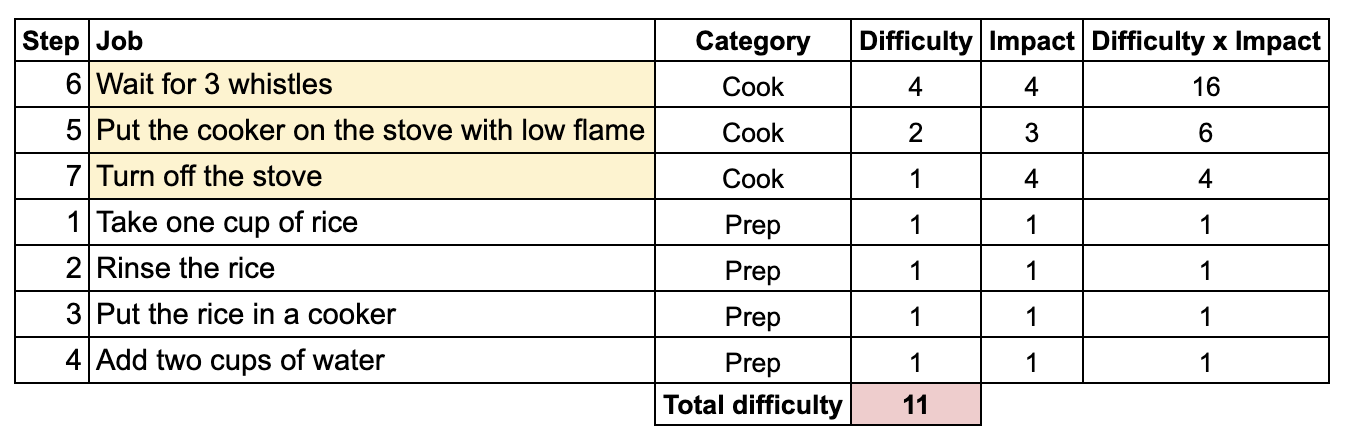 Step Job Category Difficulty Impact Difficulty x Impact
6 Wait for 3 whistles Cook 4 4 16
5 Put the cooker on the stove with low flame Cook 2 3 6
7 Turn off the stove Cook 1 4 4
1 Take one cup of rice Prep 1 1 1
2 Rinse the rice Prep 1 1 1
3 Put the rice in a cooker Prep 1 1 1
4 Add two cups of water Prep 1 1 1
Total difficulty 11